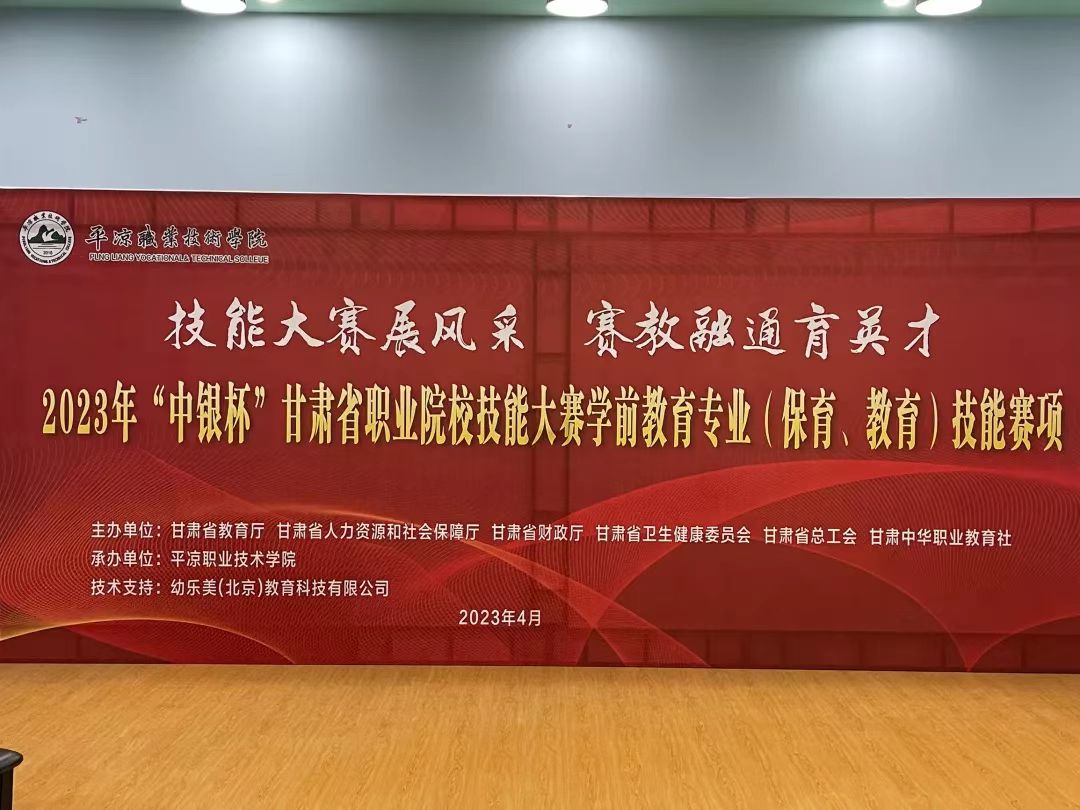 平凉職業技術學院
PLNG LIANG VOCATIONAL & TECHNICAL SOLLEUE
技能大赛展风采 赛教融通育英才
2023年“中银杯”甘肃省职业院校技能大赛学前教育专业（保育、教育）技能赛项
主办单位：甘肃省教育厅 甘肃省人力资源和社会保障厅 甘肃省财政厅 甘肃省卫生健康委员会 甘肃省总工会 甘肃中华职业教育社
承办单位：平凉职业技术学院
技术支持：幼乐美(北京)教育科技有限公司
2023年4月